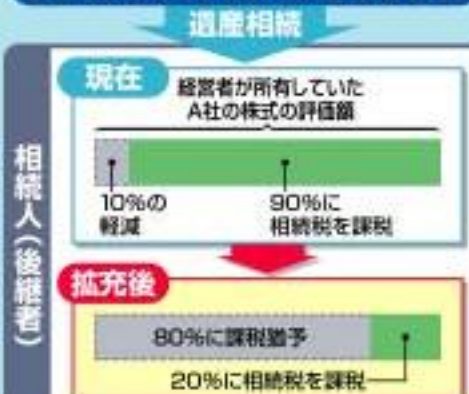 遺産相続
現在
経営者が所有していた
A社の株式の評価額
10%の
軽減
90%に
相続税を課税
相続人(後継者)
拡充後
80%に課税猶予
20%に相続税を課税